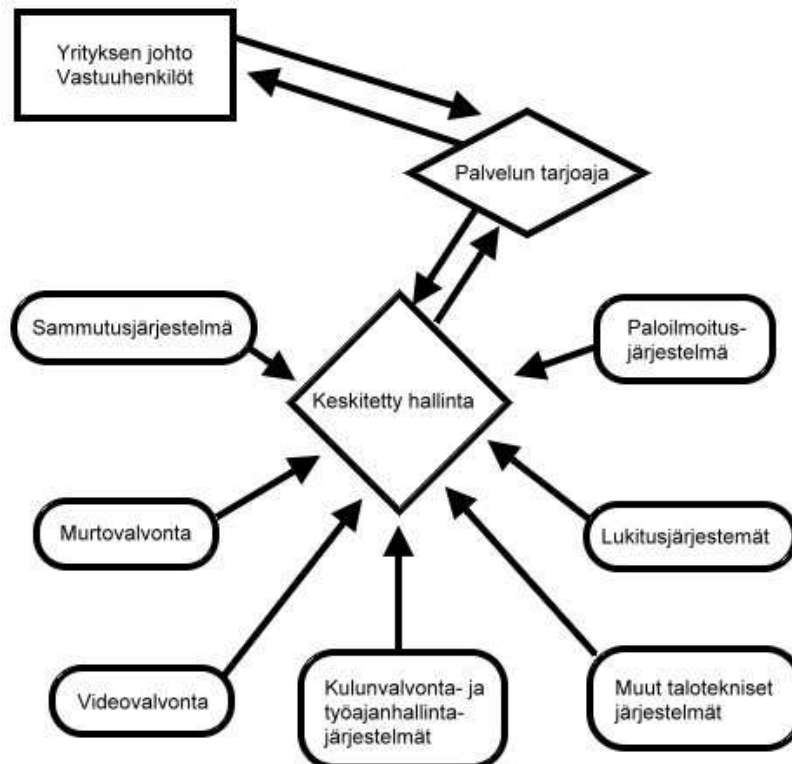 Yrityksen johto
Vastuuhenkilöt
Palvelun tarjoaja
Sammutusjärjestelmä
Paloilmoitus-
järjestelmä
Keskitetty hallinta
Murtovalvonta
Lukitusjärjestemät
Videovalvonta
Kulunvalvonta- ja
työajanhallinta-
järjestelmät
Muut talotekniset
järjestelmät